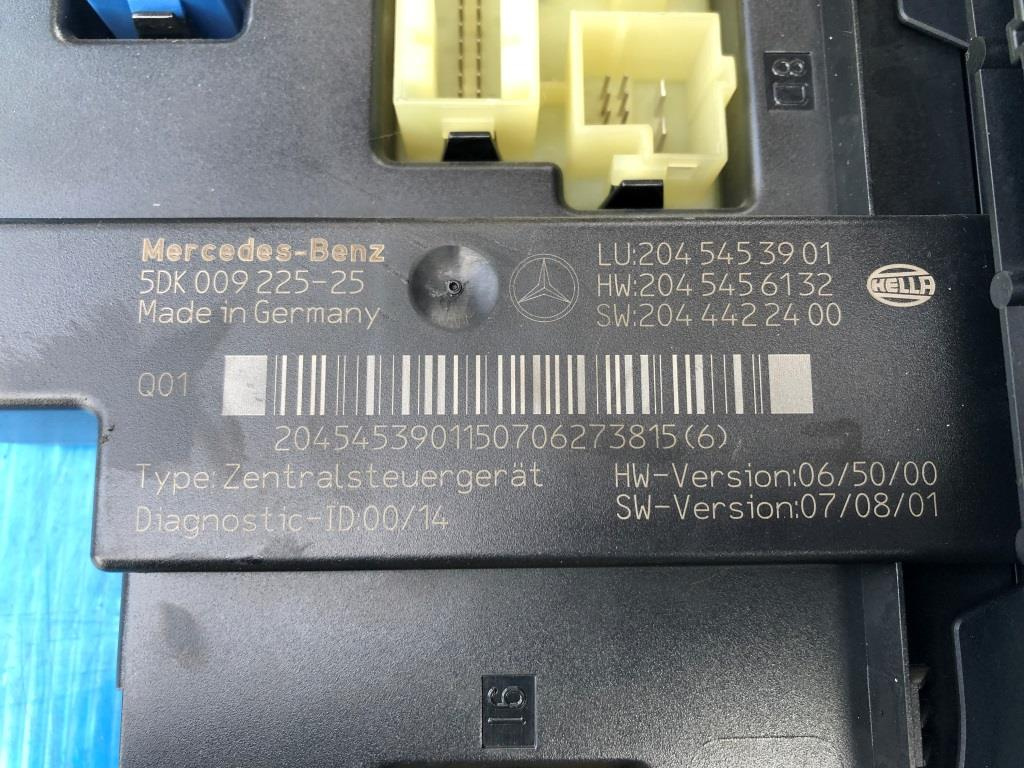 8
Mercedes-Benz
5DK 009 225-25
Made in Germany
LU:204 545 39 01
HW:204 545 61 32
SW:204 442 24 00
HELLA
Q01
2045453901150706273815(6)
Type: Zentralsteuergerät
Diagnostic-ID:00/14
HW-Version:06/50/00
SW-Version:07/08/01